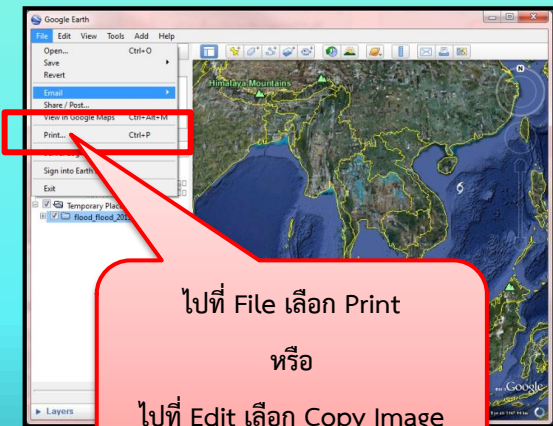 Google Earth
File Edit View Tools Add Help
Open... Ctrl+O
Save
Revert
Email
Share / Post...
View in Google Maps Ctrl+Alt+M
Print... Ctrl+P
Sign into Earth
Exit
Temporary
flood_flood_20
Layers
Himalaya Mountains
N
Google
ไปที่ File เลือก Print
หรือ
ไปที่ Edit เลือก Copy Image